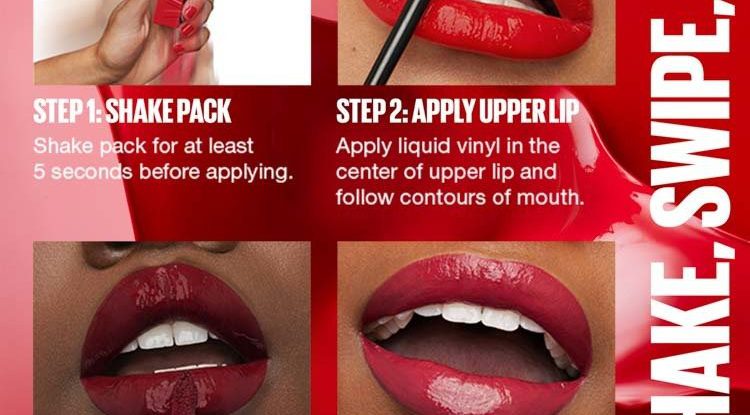 STEP 1: SHAKE PACK
Shake pack for at least
5 seconds before applying.
STEP 2: APPLY UPPER LIP
Apply liquid vinyl in the
center of upper lip and
follow contours of mouth.
SWIPE,